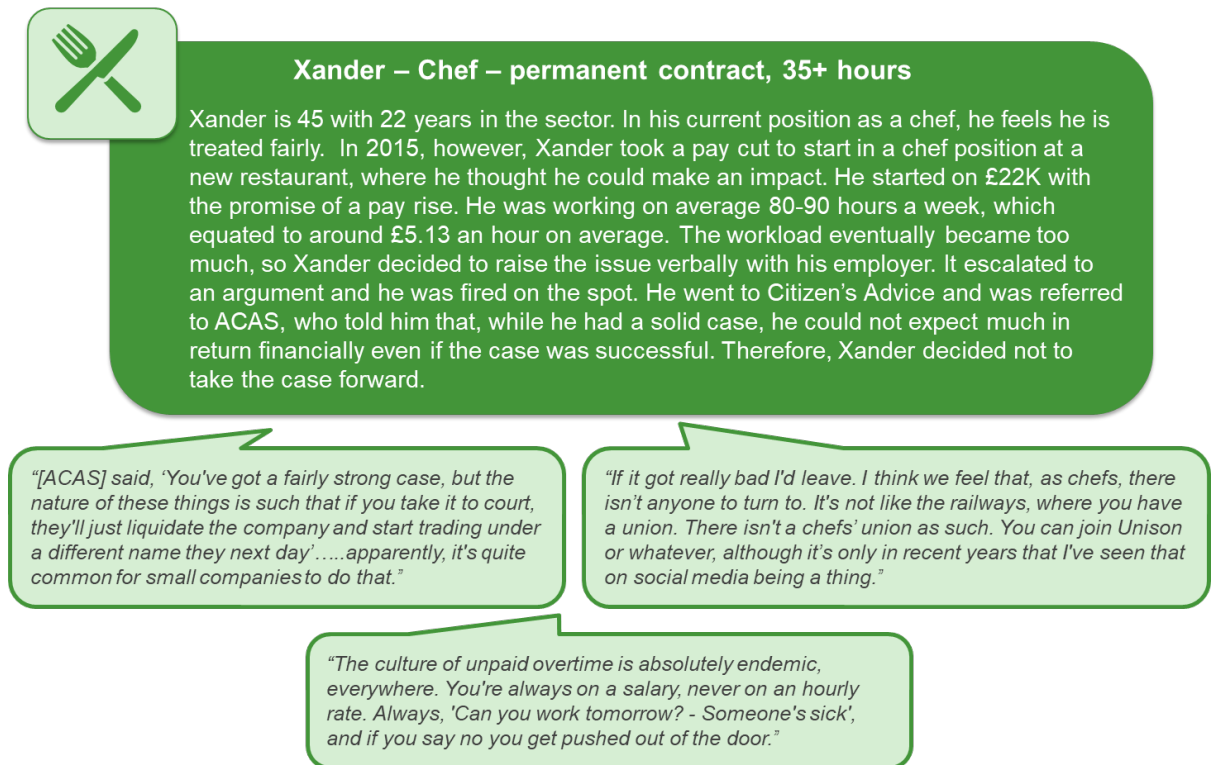 Xander – Chef – permanent contract, 35+ hours
Xander is 45 with 22 years in the sector. In his current position as a chef, he feels he is
treated fairly.  In 2015, however, Xander took a pay cut to start in a chef position at a
new restaurant, where he thought he could make an impact. He started on £22K with
the promise of a pay rise. He was working on average 80-90 hours a week, which
equated to around £5.13 an hour on average. The workload eventually became too
much, so Xander decided to raise the issue verbally with his employer. It escalated to
an argument and he was fired on the spot. He went to Citizen’s Advice and was referred
to ACAS, who told him that, while he had a solid case, he could not expect much in
return financially even if the case was successful. Therefore, Xander decided not to
take the case forward.
“[ACAS] said, ‘You've got a fairly strong case, but the
nature of these things is such that if you take it to court,
they'll just liquidate the company and start trading under
a different name they next day’…..apparently, it's quite
common for small companies to do that.”
“If it got really bad I'd leave. I think we feel that, as chefs, there
isn’t anyone to turn to. It's not like the railways, where you have
a union. There isn't a chefs’ union as such. You can join Unison
or whatever, although it’s only in recent years that I've seen that
on social media being a thing.”
“The culture of unpaid overtime is absolutely endemic,
everywhere. You're always on a salary, never on an hourly
rate. Always, 'Can you work tomorrow? - Someone's sick',
and if you say no you get pushed out of the door.”